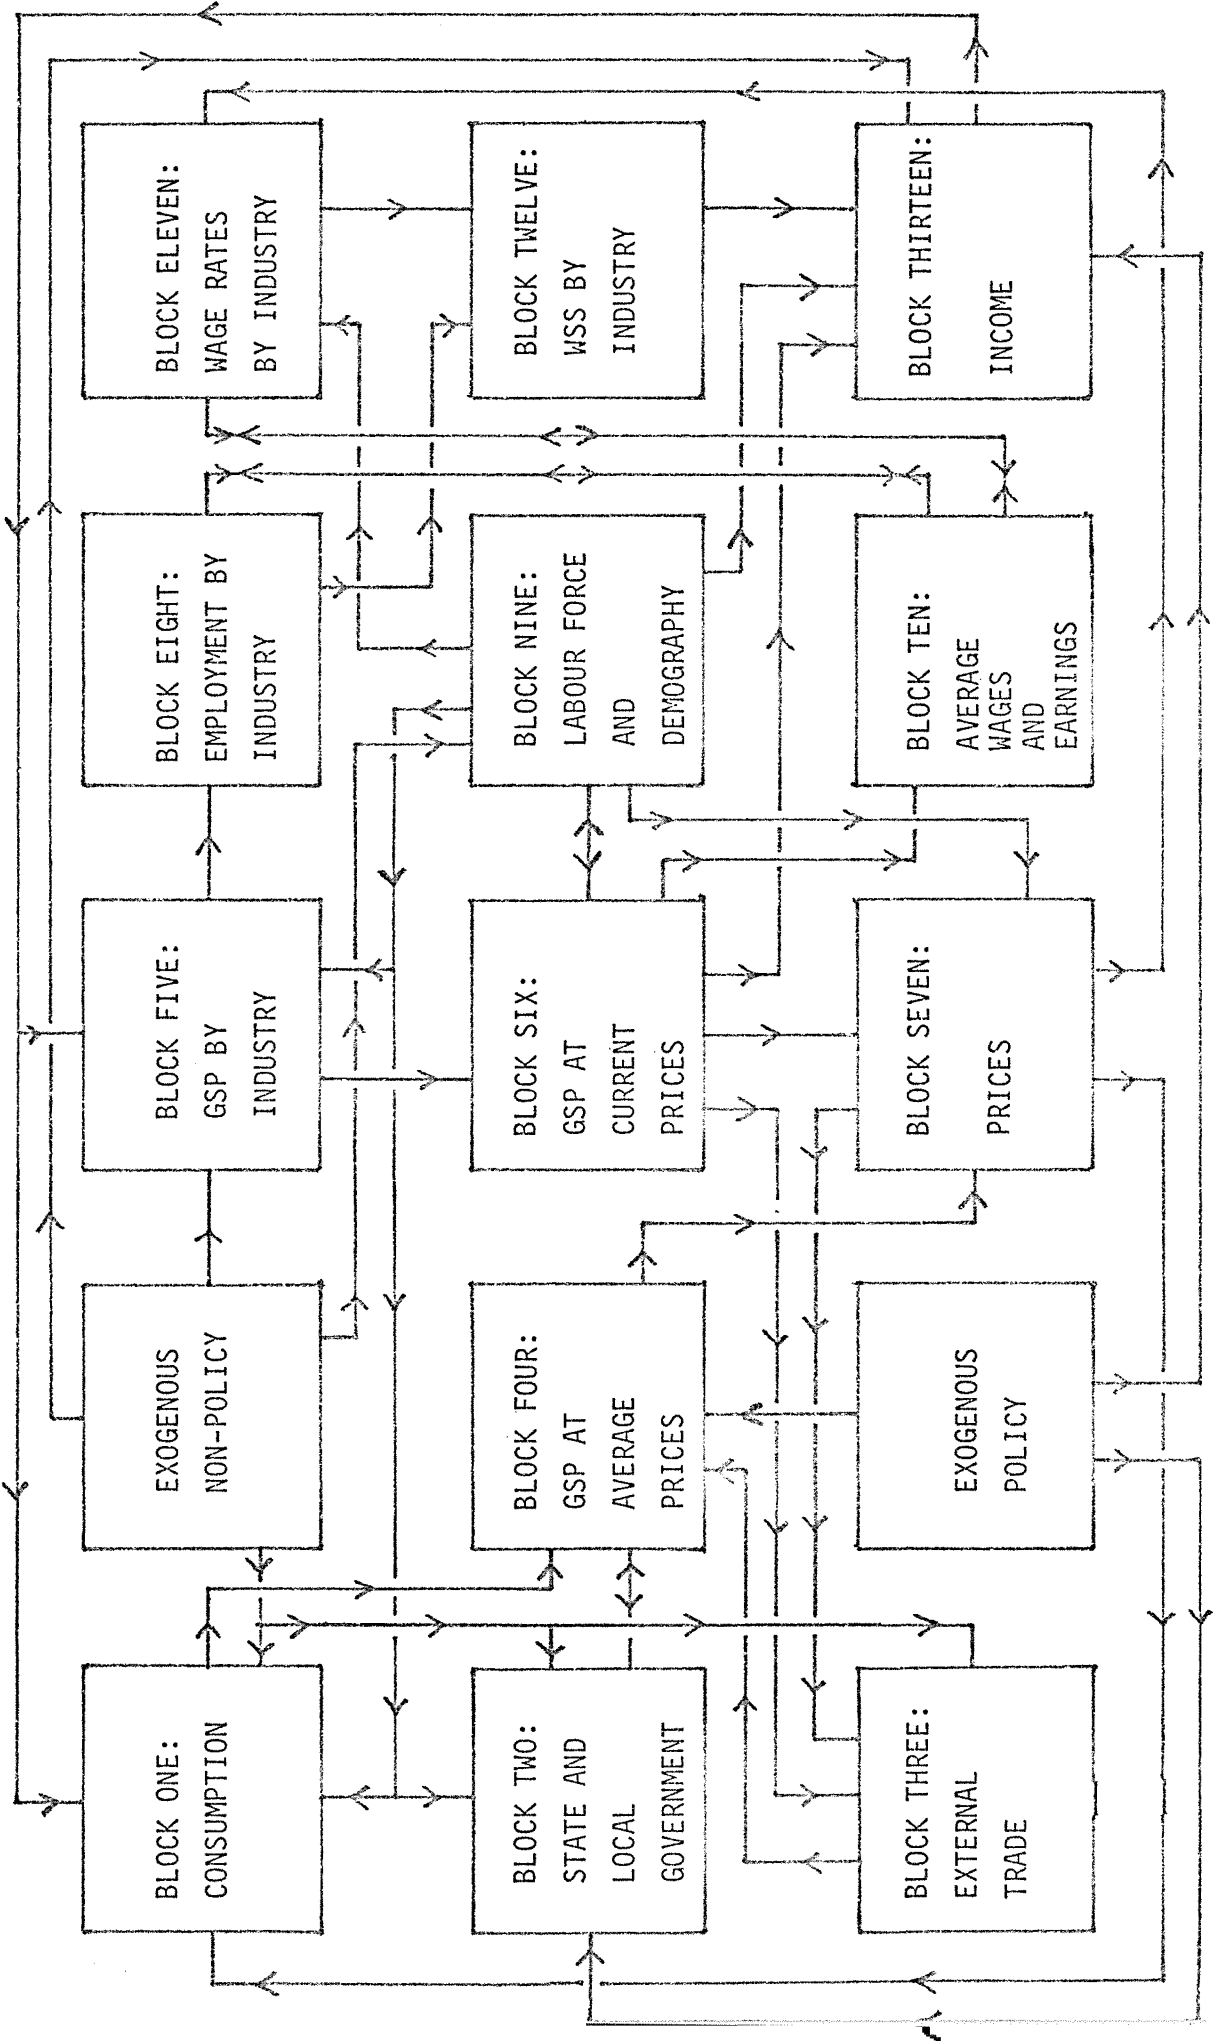 BLOCK ONE:
CONSUMPTION
EXOGENOUS
NON-POLICY
BLOCK FIVE:
GSP BY
INDUSTRY
BLOCK EIGHT:
EMPLOYMENT BY
INDUSTRY
BLOCK ELEVEN:
WAGE RATES
BY INDUSTRY
BLOCK TWO:
STATE AND
LOCAL
GOVERNMENT
BLOCK FOUR:
GSP AT
AVERAGE
PRICES
BLOCK SIX:
GSP AT
CURRENT
PRICES
BLOCK NINE:
LABOUR FORCE
AND
DEMOGRAPHY
BLOCK TWELVE:
WSS BY
INDUSTRY
BLOCK THREE:
EXTERNAL
TRADE
EXOGENOUS
POLICY
BLOCK SEVEN:
PRICES
BLOCK TEN:
AVERAGE
WAGES
AND
EARNINGS
BLOCK THIRTEEN:
INCOME